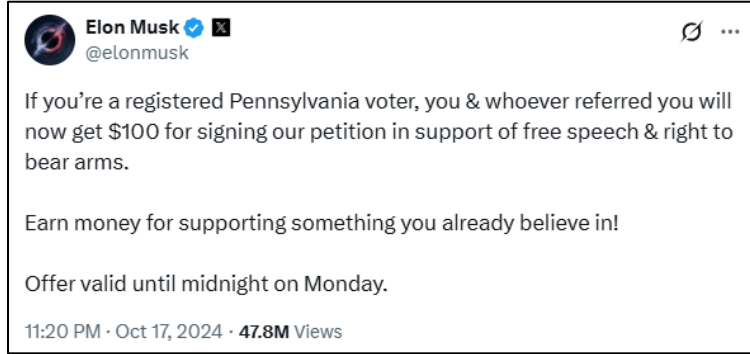 Elon Musk
@elonmusk
If you’re a registered Pennsylvania voter, you & whoever referred you will
now get $100 for signing our petition in support of free speech & right to
bear arms.
Earn money for supporting something you already believe in!
Offer valid until midnight on Monday.
11:20 PM · Oct 17, 2024 · 47.8M Views